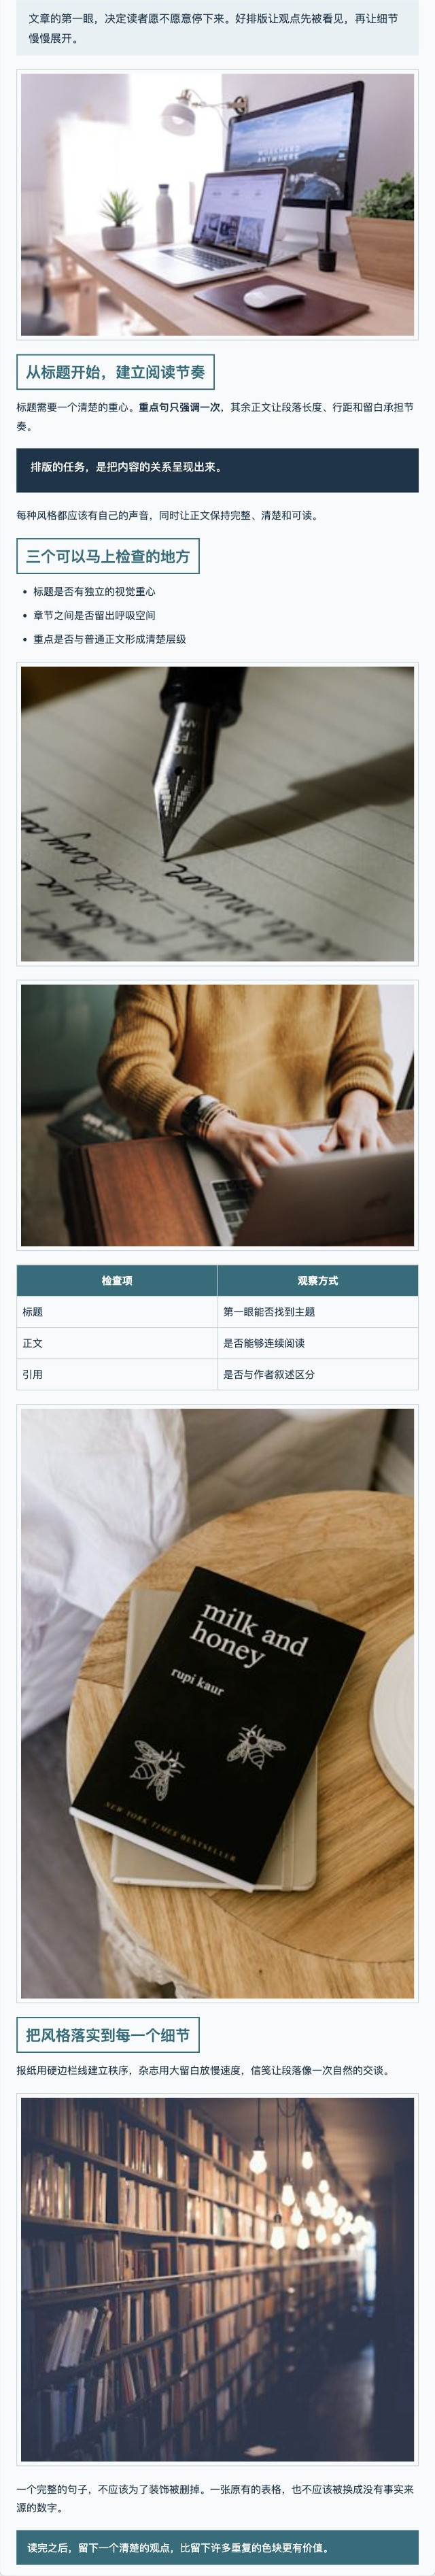 文章的第一眼，决定读者愿不愿意停下来。好排版让观点先被看见，再让细节
慢慢展开。
WORKHARD
ANYWHERE
从标题开始，建立阅读节奏
标题需要一个清楚的重心。重点句只强调一次，其余正文让段落长度、行距和留白承担节
奏。
排版的任务，是把内容的关系呈现出来。
每种风格都应该有自己的声音，同时让正文保持完整、清楚和可读。
三个可以马上检查的地方
• 标题是否有独立的视觉重心
• 章节之间是否留出呼吸空间
• 重点是否与普通正文形成清楚层级
检查项 观察方式
标题 第一眼能否找到主题
正文 是否能够连续阅读
引用 是否与作者叙述区分
milk and
honey
rupi kaur
NEW YORK TIMES BESTSELLER
把风格落实到每一个细节
报纸用硬边栏线建立秩序，杂志用大留白放慢速度，信笺让段落像一次自然的交谈。
一个完整的句子，不应该为了装饰被删掉。一张原有的表格，也不应该被换成没有事实来
源的数字。
读完之后，留下一个清楚的观点，比留下许多重复的色块更有价值。